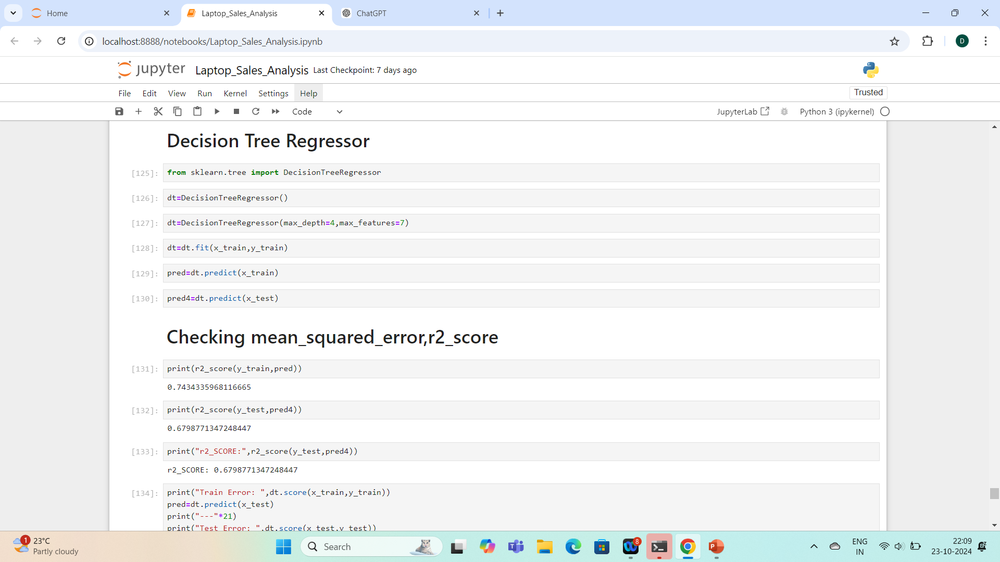 Home
Laptop_Sales_Analysis
ChatGPT
localhost:8888/notebooks/Laptop_Sales_Analysis.ipynb
D
jupyter Laptop_Sales_Analysis Last Checkpoint: 7 days ago
File Edit View Run Kernel Settings Help
Trusted
Code
JupyterLab
Python 3 (ipykernel)
Decision Tree Regressor
[125]: from sklearn.tree import DecisionTreeRegressor
[126]: dt=DecisionTreeRegressor()
[127]: dt=DecisionTreeRegressor(max_depth=4,max_features=7)
[128]: dt=dt.fit(x_train,y_train)
[129]: pred=dt.predict(x_train)
[130]: pred4=dt.predict(x_test)
Checking mean_squared_error,r2_score
[131]: print(r2_score(y_train,pred))
0.7434335968116665
[132]: print(r2_score(y_test,pred4))
0.6798771347248447
[133]: print("r2_SCORE:",r2_score(y_test,pred4))
r2_SCORE: 0.6798771347248447
[134]: print("Train Error: ",dt.score(x_train,y_train))
pred=dt.predict(x_test)
print("---"*21)
print("Test Error: ",dt.score(x_test,y_test))
1
23°C
Partly cloudy
Search
8
ENG
IN
22:09
23-10-2024